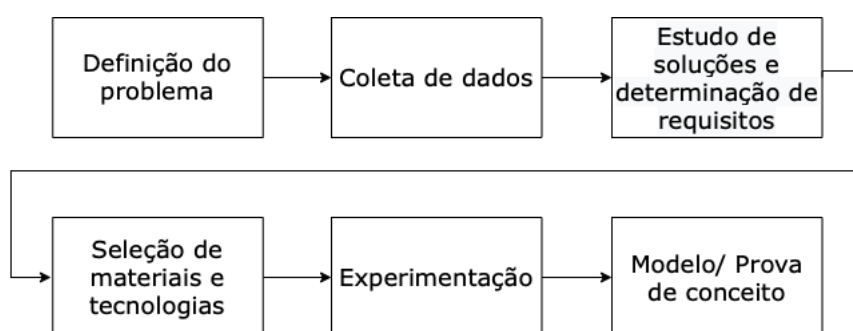 Definição do
problema
Coleta de dados
Estudo de
soluções e
determinação de
requisitos
Seleção de
materiais e
tecnologias
Experimentação
Modelo/ Prova
de conceito